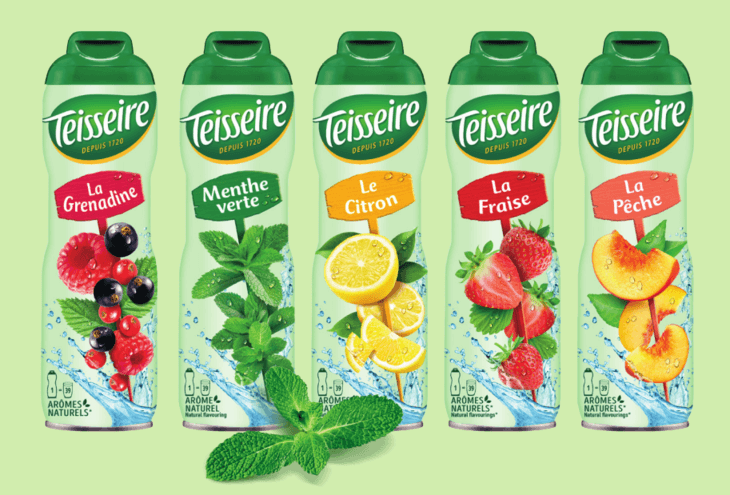 Teisseire
DEPUIS 1720
La
Grenadine
1 = 39
ARÔMES
NATURELS*
Natural flavourings*
Teisseire
DEPUIS 1720
Menthe
verte
1 = 39
ARÔME
NATUREL
Natural flavouring
Teisseire
DEPUIS 1720
Le
Citron
1 = 39
ARÔMES
NATURELS*
Natural flavourings*
Teisseire
DEPUIS 1720
La
Fraise
1 = 39
ARÔMES
NATURELS*
Natural flavourings*
Teisseire
DEPUIS 1720
La
Pêche
1 = 39
ARÔMES
NATURELS*
Natural flavourings*